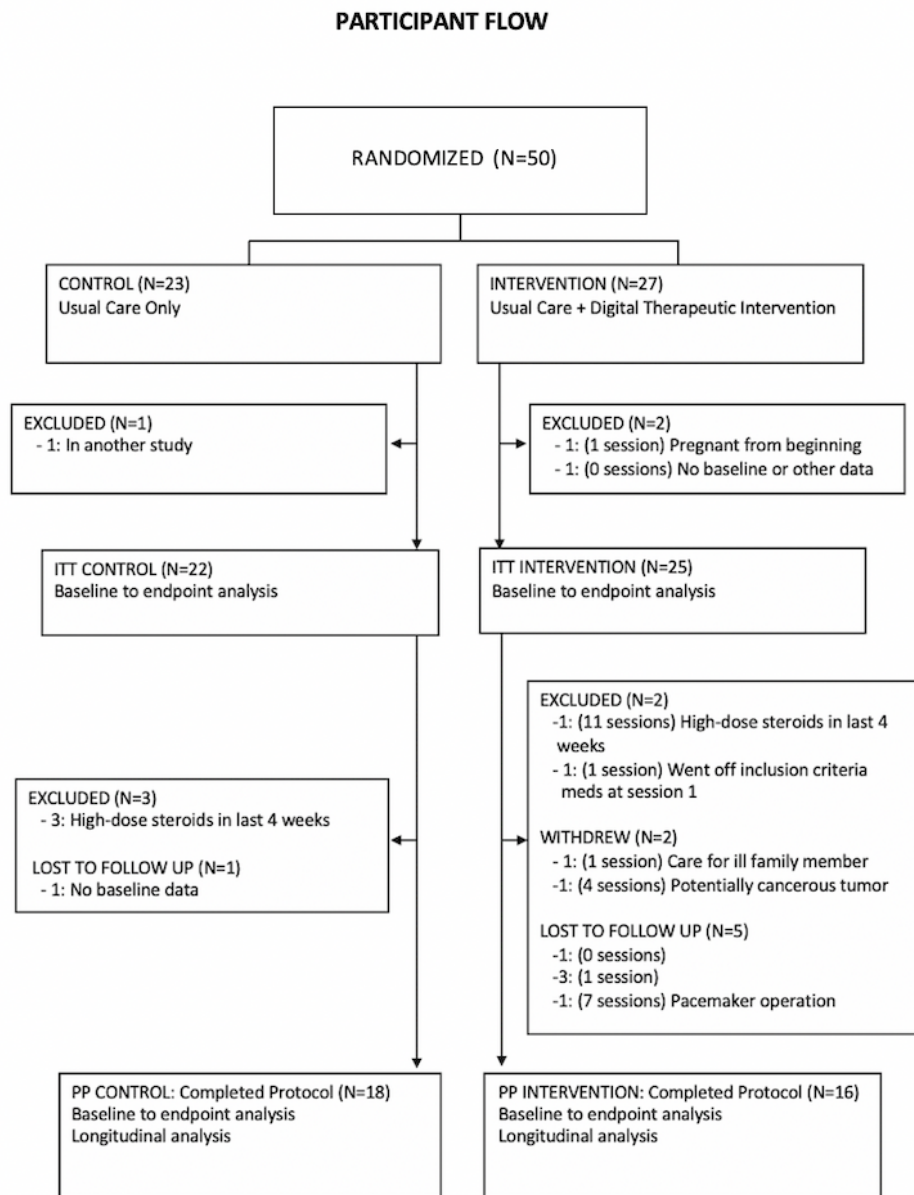 PARTICIPANT FLOW
RANDOMIZED (N=50)
CONTROL (N=23)
Usual Care Only
INTERVENTION (N=27)
Usual Care + Digital Therapeutic Intervention
EXCLUDED (N=1)
- 1: In another study
EXCLUDED (N=2)
- 1: (1 session) Pregnant from beginning
- 1: (0 sessions) No baseline or other data
ITT CONTROL (N=22)
Baseline to endpoint analysis
ITT INTERVENTION (N=25)
Baseline to endpoint analysis
EXCLUDED (N=3)
- 3: High-dose steroids in last 4 weeks
LOST TO FOLLOW UP (N=1)
- 1: No baseline data
EXCLUDED (N=2)
-1: (11 sessions) High-dose steroids in last 4
weeks
- 1: (1 session) Went off inclusion criteria
meds at session 1
WITHDREW (N=2)
- 1: (1 session) Care for ill family member
-1: (4 sessions) Potentially cancerous tumor
LOST TO FOLLOW UP (N=5)
-1: (0 sessions)
-3: (1 session)
-1: (7 sessions) Pacemaker operation
PP CONTROL: Completed Protocol (N=18)
Baseline to endpoint analysis
Longitudinal analysis
PP INTERVENTION: Completed Protocol (N=16)
Baseline to endpoint analysis
Longitudinal analysis